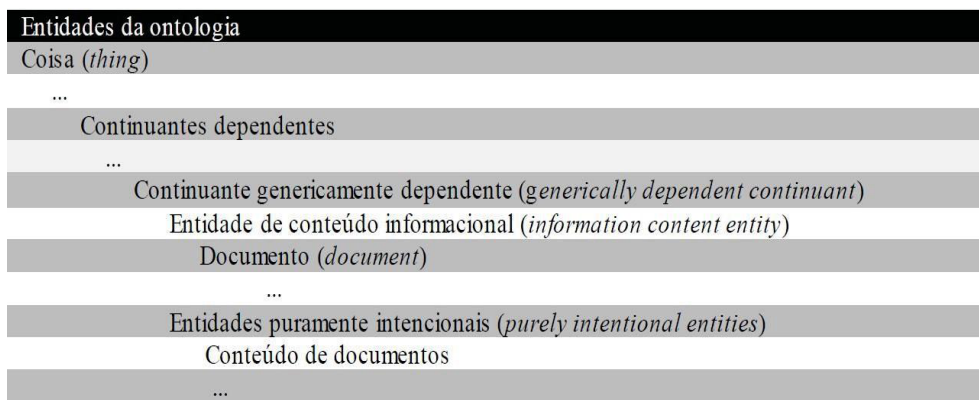 Entidades da ontologia
Coisa (thing)
...
Continuantes dependentes
...
Continuante genericamente dependente (generically dependent continuant)
Entidade de conteúdo informacional (information content entity)
Documento (document)
...
Entidades puramente intencionais (purely intentional entities)
Conteúdo de documentos
...